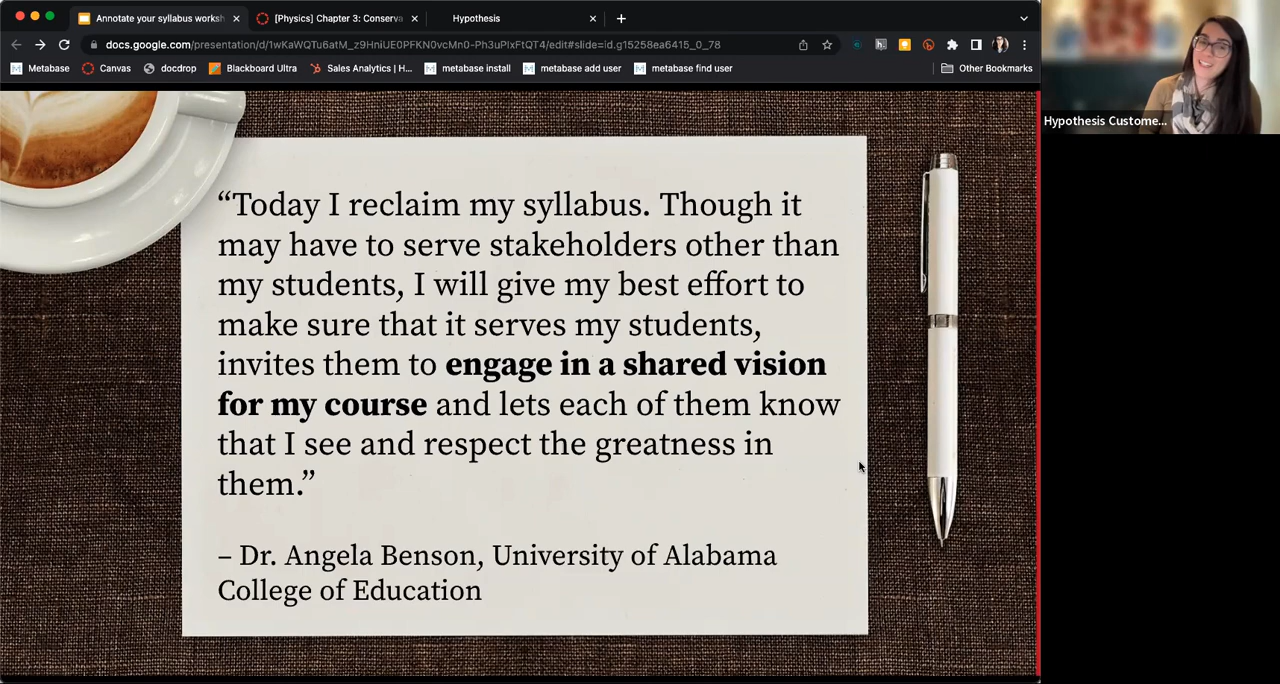 Annotate your syllabus worksh
[Physics] Chapter 3: Conserva
Hypothesis
docs.google.com/presentation/d/1wKaWQTu6atM_z9HniUE0PFKN0vcMn0-Ph3uPlxFtQT4/edit#slide=id.g15258ea6415_0_78
Metabase
Canvas
docdrop
Blackboard Ultra
Sales Analytics | H...
metabase install
metabase add user
metabase find user
Other Bookmarks
“Today I reclaim my syllabus. Though it
may have to serve stakeholders other than
my students, I will give my best effort to
make sure that it serves my students,
invites them to engage in a shared vision
for my course and lets each of them know
that I see and respect the greatness in
them.”
– Dr. Angela Benson, University of Alabama
College of Education
Hypothesis Custome...